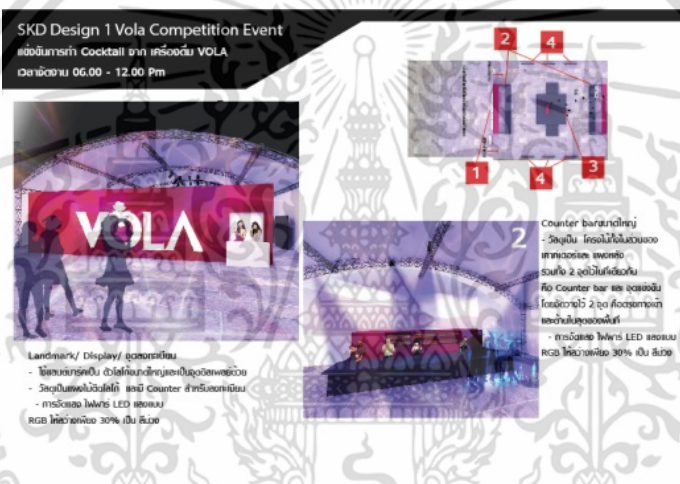 SKD Design 1 Vola Competition Event
แข่งขันการทำ Cocktail จาก เครื่องดื่ม VOLA
เวลาจัดงาน 06.00 - 12.00 Pm
2
4
1
4
3
VOLA
2
Landmark/ Display/ จุดลงทะเบียน
- ใช้แลนด์มาร์คเป็น ตัวโลโก้ขนาดใหญ่และเป็นจุดดิสเพลย์ด้วย
- วัสดุเป็นแผงไม้ติดโลโก้ และมี Counter สำหรับลงทะเบียน
- การจัดแสง ไฟพาร์ LED แสงแบบ
RGB ให้สว่างเพียง 30% เป็น สีม่วง
Counter barขนาดใหญ่
- วัสดุเป็น โครงไม้ทั้งในส่วนของ
เคาท์เตอร์และ แผงหลัง
รวมทั้ง 2 จุดไว้ในที่เดียวกัน
คือ Counter bar และ จุดแข่งขัน
โดยจัดวางไว้ 2 จุด คือตรงทางเข้า
และด้านในสุดของพื้นที่
- การจัดแสง ไฟพาร์ LED แสงแบบ
RGB ให้สว่างเพียง 30% เป็น สีม่วง